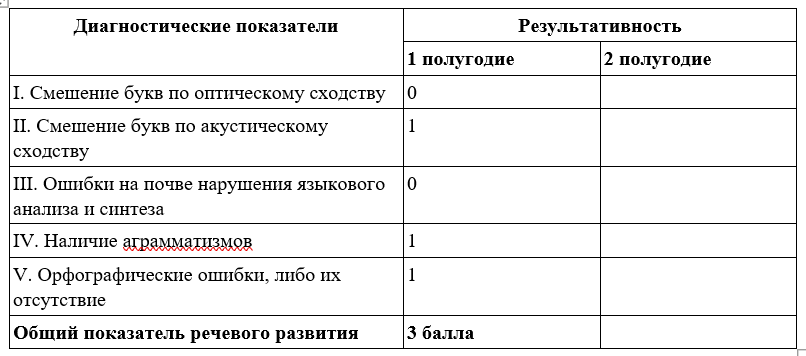 Диагностические показатели Результативность
1 полугодие 2 полугодие
I. Смешение букв по оптическому сходству 0
II. Смешение букв по акустическому 1
сходству
III. Ошибки на почве нарушения языкового 0
анализа и синтеза
IV. Наличие аграмматизмов 1
V. Орфографические ошибки, либо их 1
отсутствие
Общий показатель речевого развития 3 балла